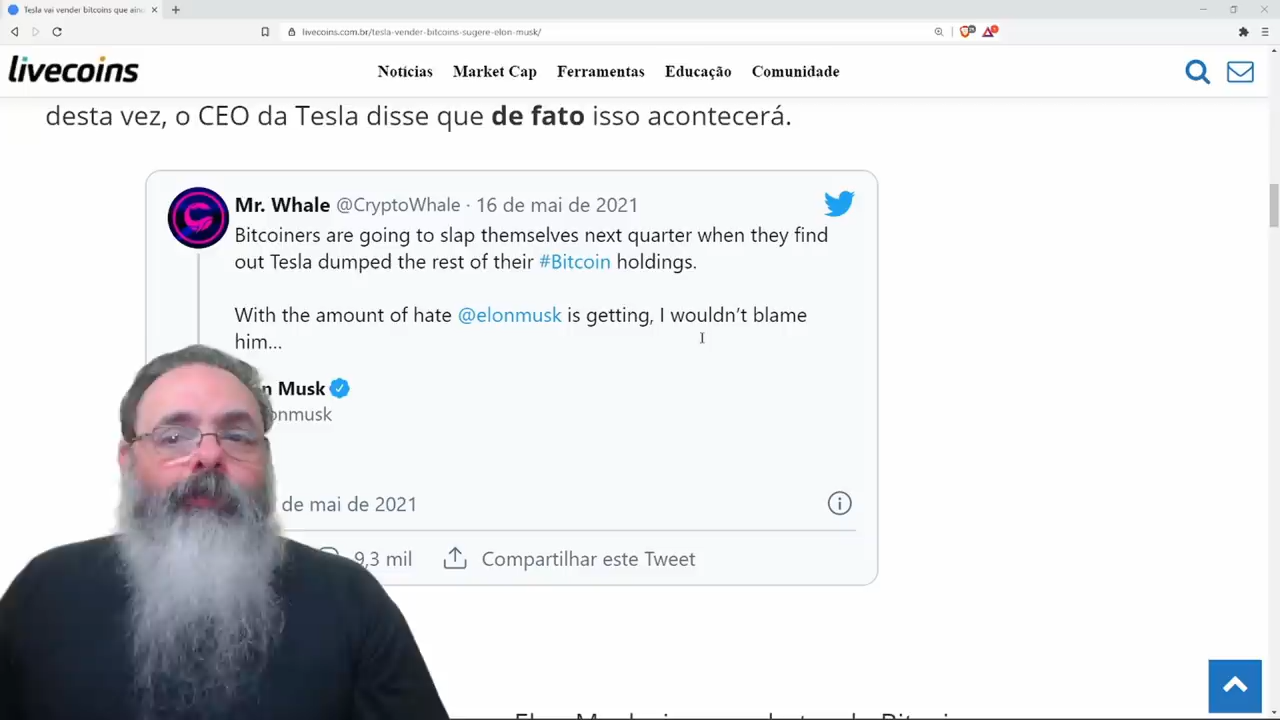 Tesla vai vender bitcoins que ain
livecoins.com.br/tesla-vender-bitcoins-sugere-elon-musk/
livecoins
Notícias Market Cap Ferramentas Educação Comunidade
desta vez, o CEO da Tesla disse que de fato isso acontecerá.
Mr. Whale @CryptoWhale · 16 de mai de 2021
Bitcoiners are going to slap themselves next quarter when they find
out Tesla dumped the rest of their #Bitcoin holdings.
With the amount of hate @elonmusk is getting, I wouldn’t blame
him…
n Musk
onmusk
de mai de 2021
9,3 mil Compartilhar este Tweet